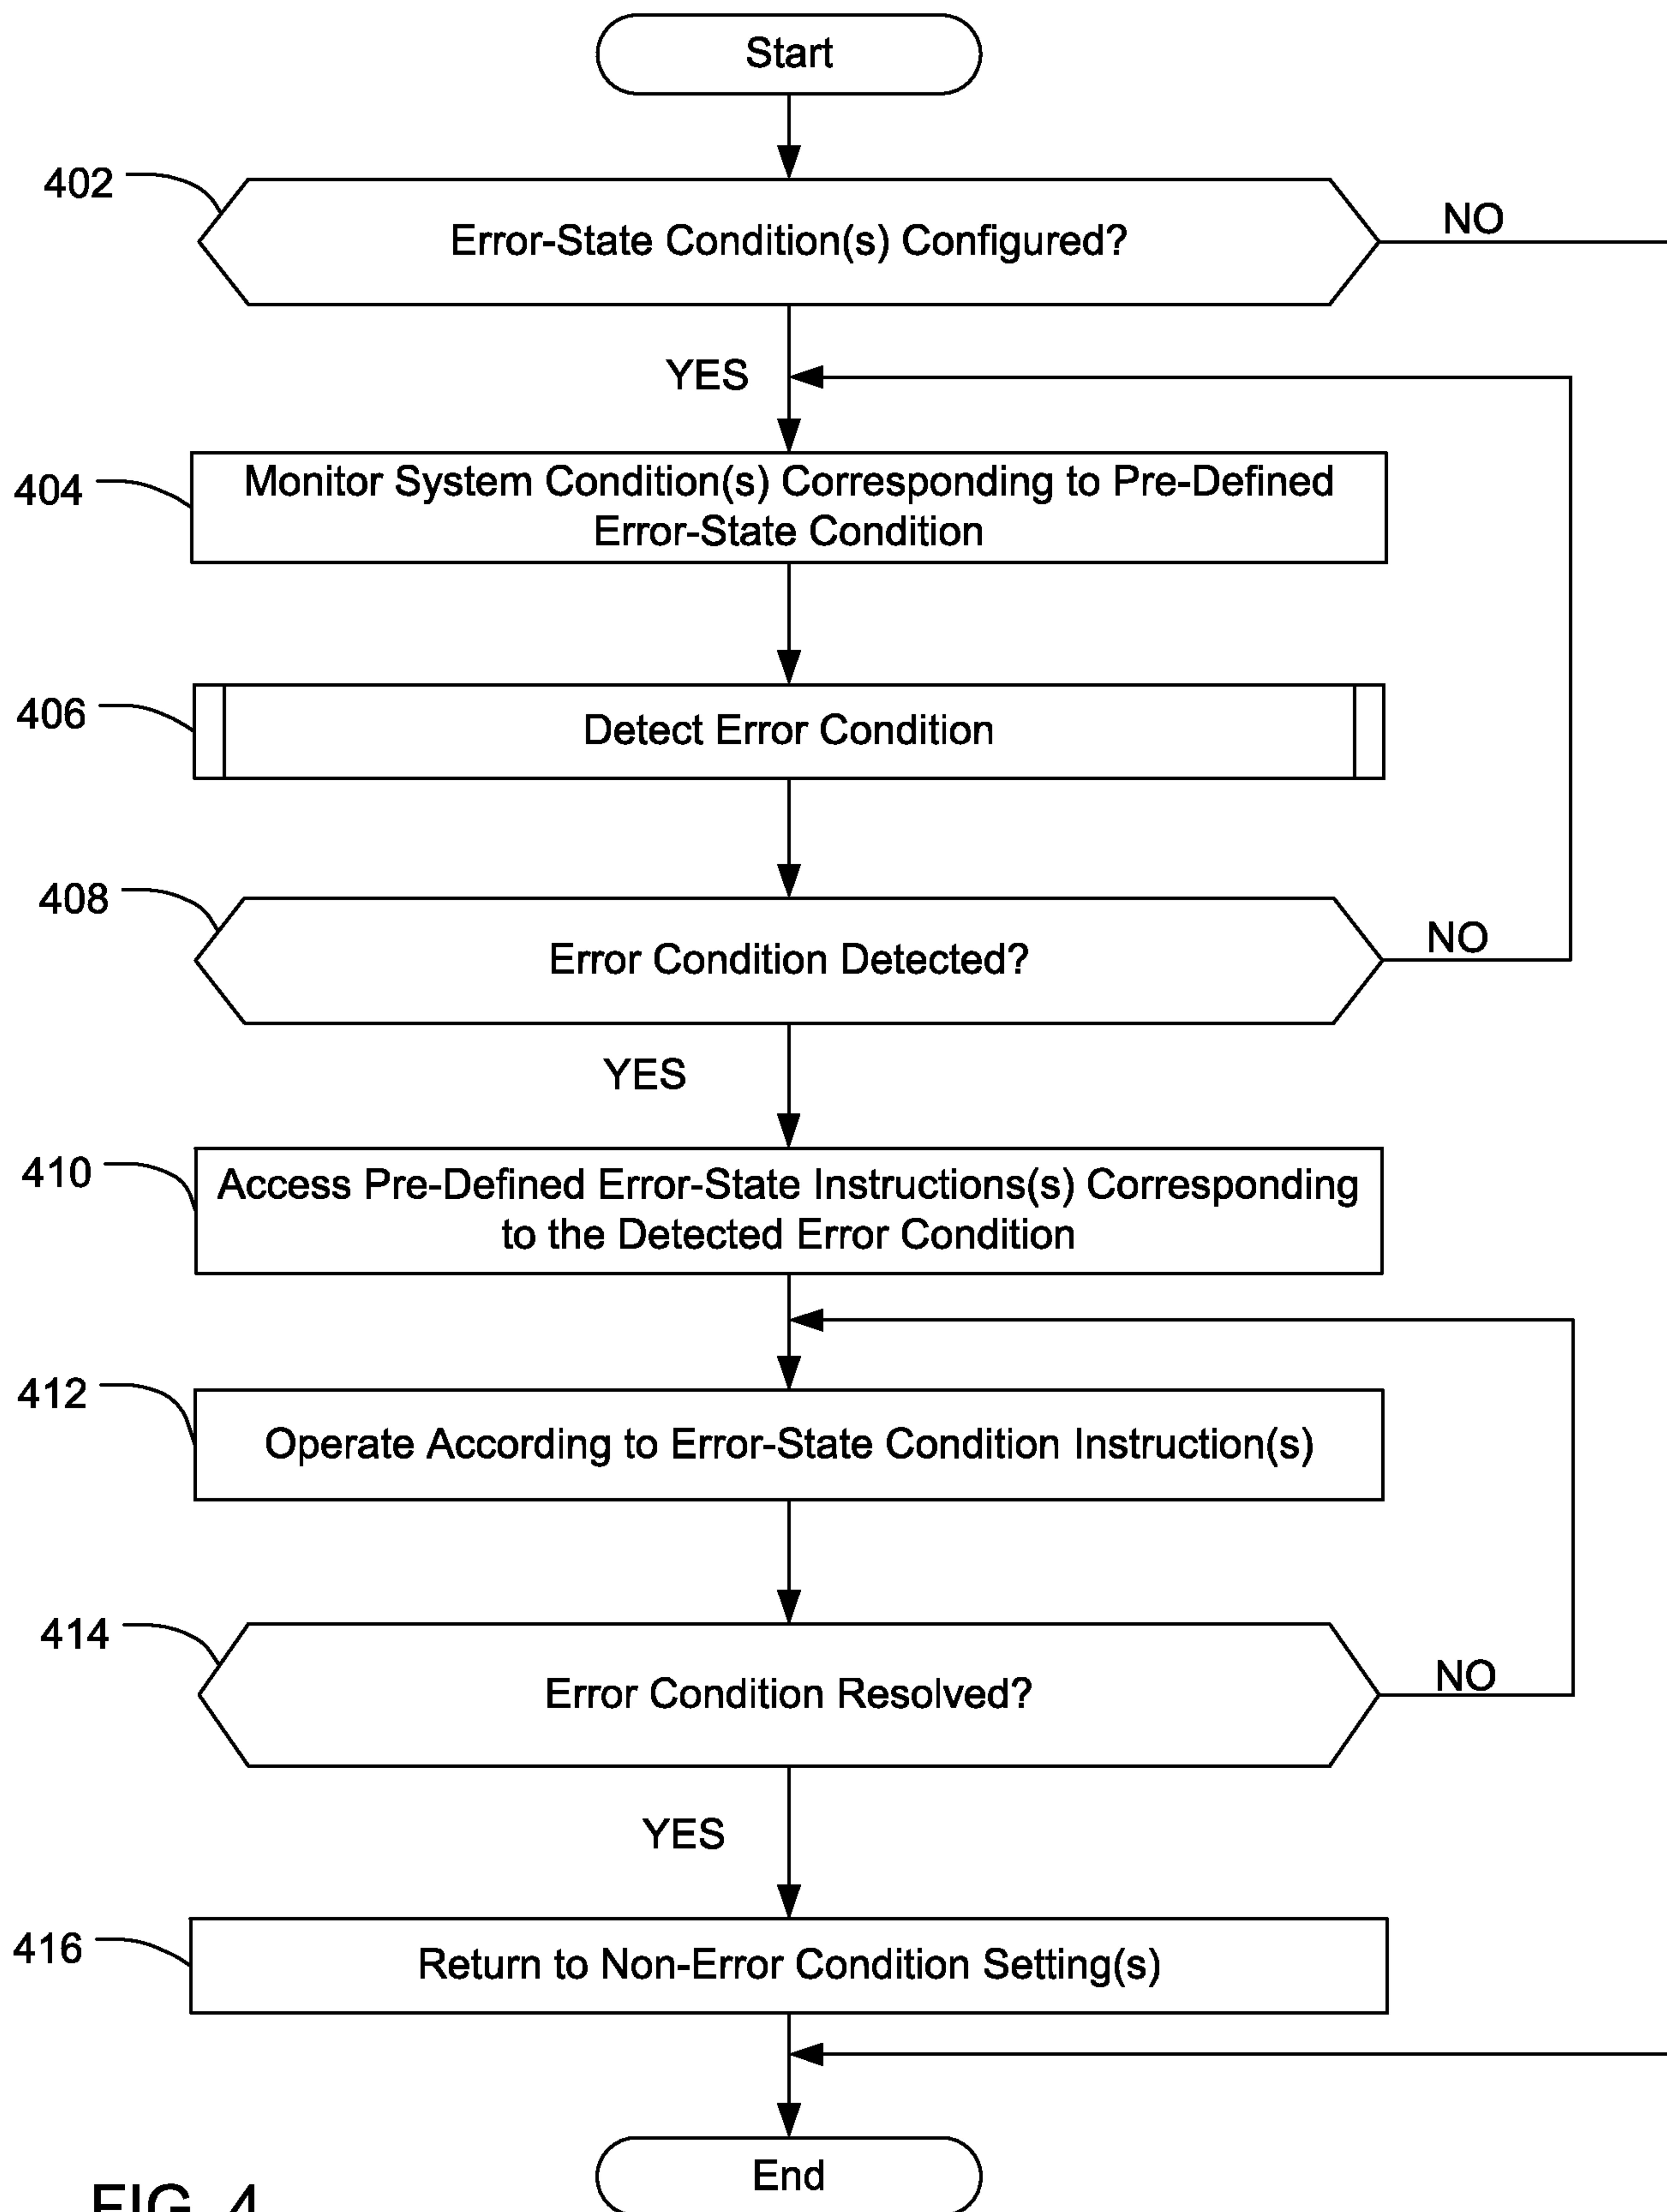 Start
402
Error-State Condition(s) Configured?
NO
YES
404
Monitor System Condition(s) Corresponding to Pre-Defined
Error-State Condition
406
Detect Error Condition
408
Error Condition Detected?
NO
YES
410
Access Pre-Defined Error-State Instructions(s) Corresponding
to the Detected Error Condition
412
Operate According to Error-State Condition Instruction(s)
414
Error Condition Resolved?
NO
YES
416
Return to Non-Error Condition Setting(s)
End
FIG. 4